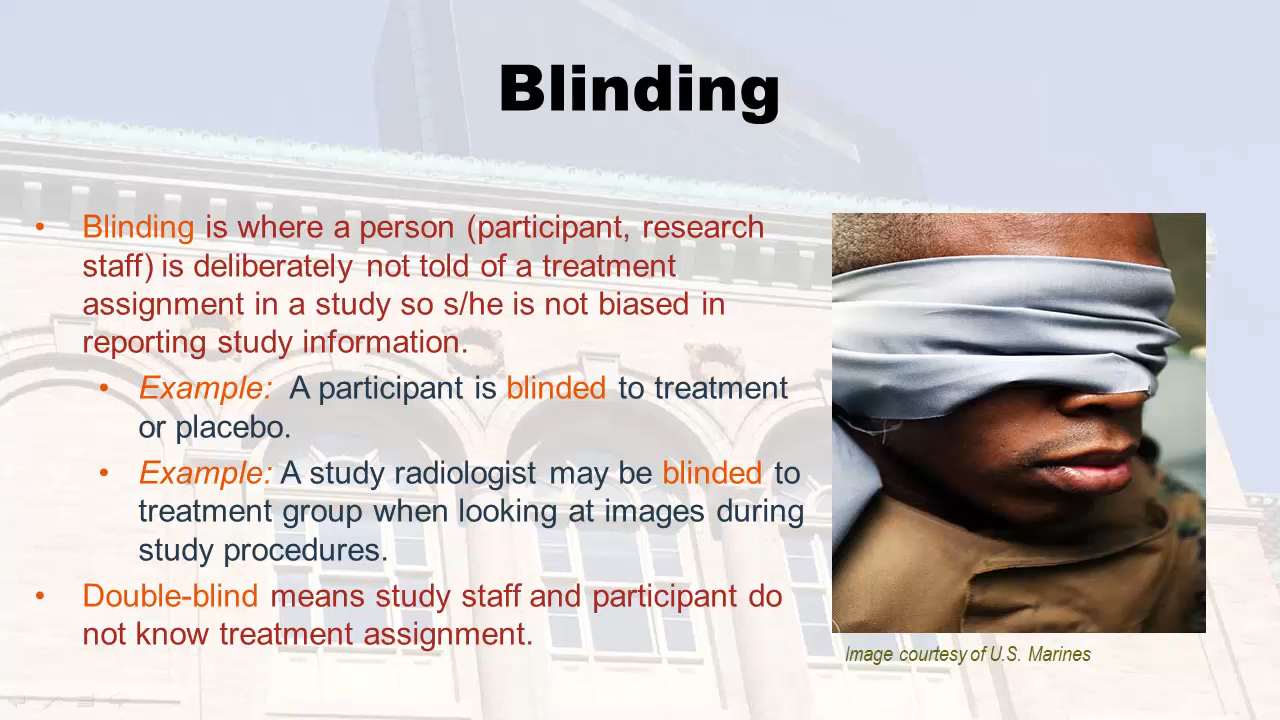 Blinding
• Blinding is where a person (participant, research
staff) is deliberately not told of a treatment
assignment in a study so s/he is not biased in
reporting study information.
• Example: A participant is blinded to treatment
or placebo.
• Example: A study radiologist may be blinded to
treatment group when looking at images during
study procedures.
• Double-blind means study staff and participant do
not know treatment assignment.
Image courtesy of U.S. Marines